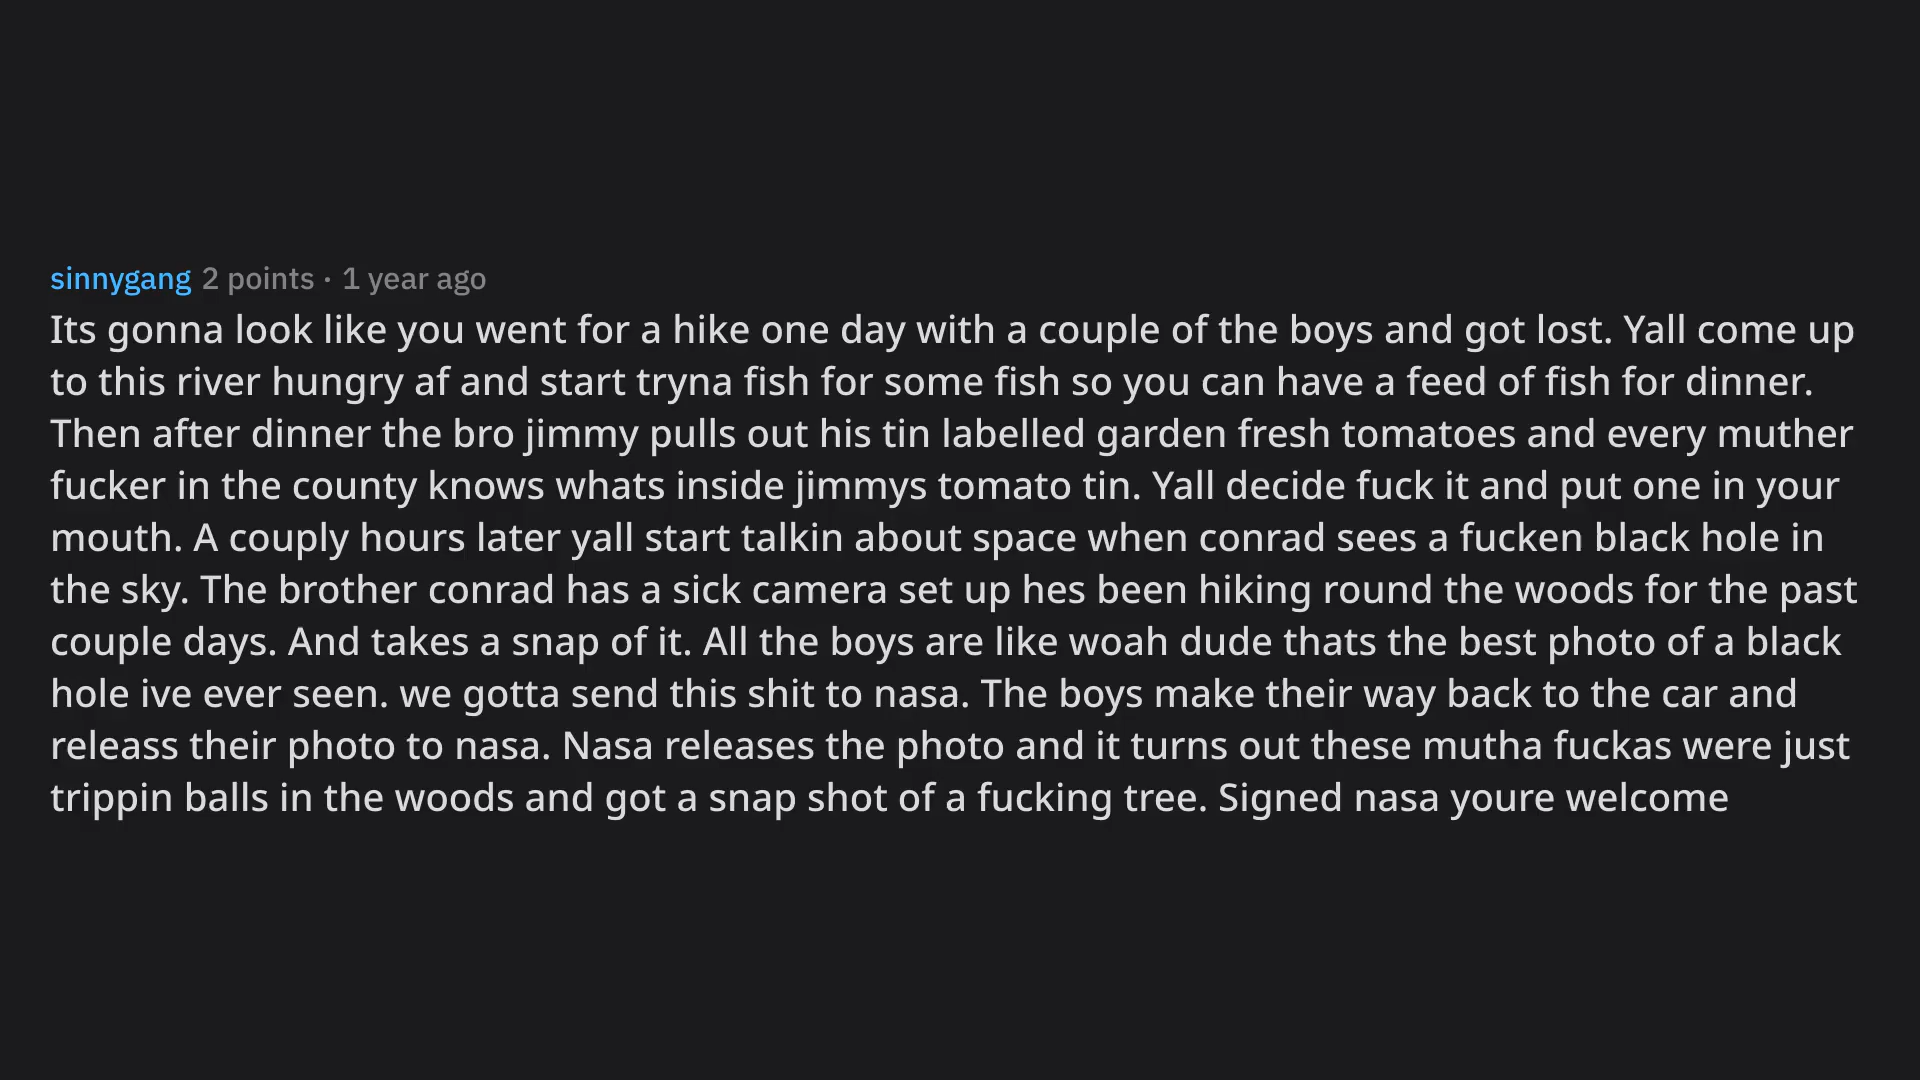 sinnygang 2 points · 1 year ago
Its gonna look like you went for a hike one day with a couple of the boys and got lost. Yall come up
to this river hungry af and start tryna fish for some fish so you can have a feed of fish for dinner.
Then after dinner the bro jimmy pulls out his tin labelled garden fresh tomatoes and every muther
fucker in the county knows whats inside jimmys tomato tin. Yall decide fuck it and put one in your
mouth. A couply hours later yall start talkin about space when conrad sees a fucken black hole in
the sky. The brother conrad has a sick camera set up hes been hiking round the woods for the past
couple days. And takes a snap of it. All the boys are like woah dude thats the best photo of a black
hole ive ever seen. we gotta send this shit to nasa. The boys make their way back to the car and
releass their photo to nasa. Nasa releases the photo and it turns out these mutha fuckas were just
trippin balls in the woods and got a snap shot of a fucking tree. Signed nasa youre welcome